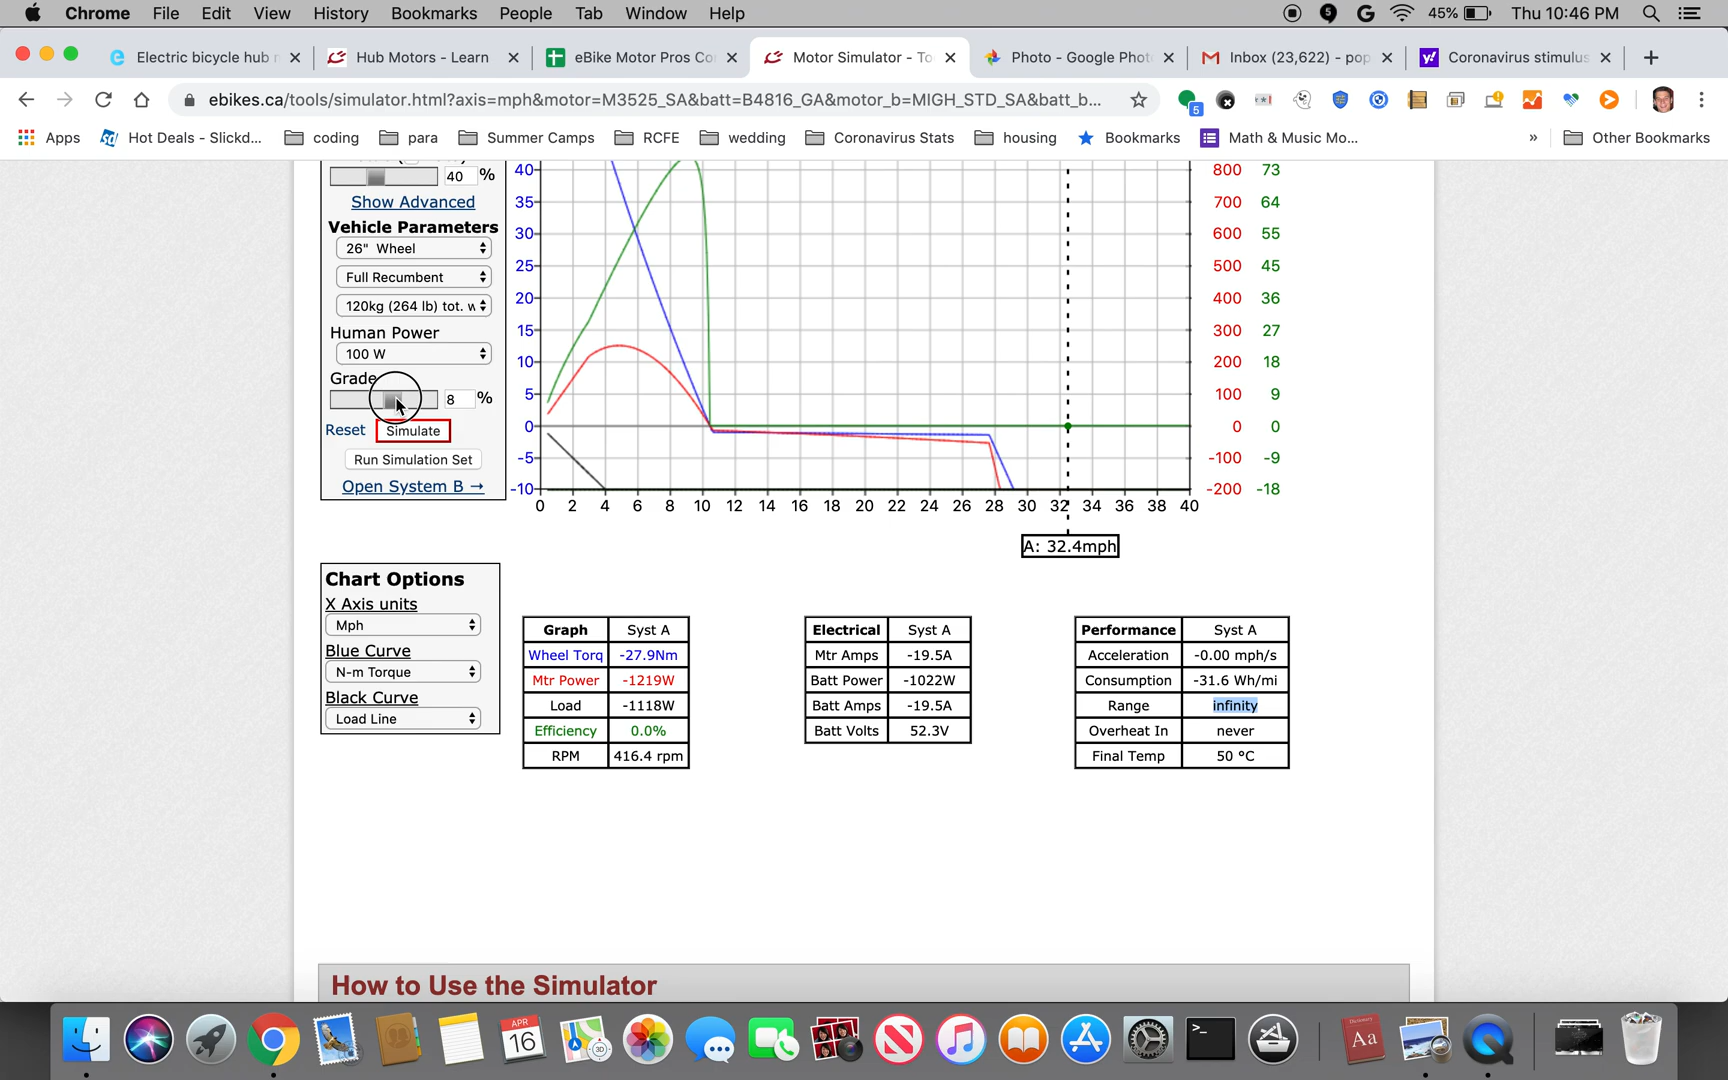 Chrome File Edit View History Bookmarks People Tab Window Help 5 G 45% Thu 10:46 PM
Electric bicycle hub
Hub Motors - Learn
eBike Motor Pros Co
Motor Simulator - To
Photo - Google Phot
Inbox (23,622) - pop
Coronavirus stimulus
ebikes.ca/tools/simulator.html?axis=mph&motor=M3525_SA&batt=B4816_GA&motor_b=MIGH_STD_SA&batt_b...
5
Apps Hot Deals - Slickd... coding para Summer Camps RCFE wedding Coronavirus Stats housing Bookmarks Math & Music Mo... » Other Bookmarks
40 %
Show Advanced
Vehicle Parameters
26" Wheel
Full Recumbent
120kg (264 lb) tot. w
Human Power
100 W
Grade
8 %
Reset Simulate
Run Simulation Set
Open System B →
40 800 73
35 700 64
30 600 55
25 500 45
20 400 36
15 300 27
10 200 18
5 100 9
0 0 0
-5 -100 -9
-10 -200 -18
0 2 4 6 8 10 12 14 16 18 20 22 24 26 28 30 32 34 36 38 40
A: 32.4mph
Chart Options
X Axis units
Mph
Blue Curve
N-m Torque
Black Curve
Load Line
Graph Syst A
Wheel Torq -27.9Nm
Mtr Power -1219W
Load -1118W
Efficiency 0.0%
RPM 416.4 rpm
Electrical Syst A
Mtr Amps -19.5A
Batt Power -1022W
Batt Amps -19.5A
Batt Volts 52.3V
Performance Syst A
Acceleration -0.00 mph/s
Consumption -31.6 Wh/mi
Range infinity
Overheat In never
Final Temp 50 °C
How to Use the Simulator
APR
16
3D
Aa